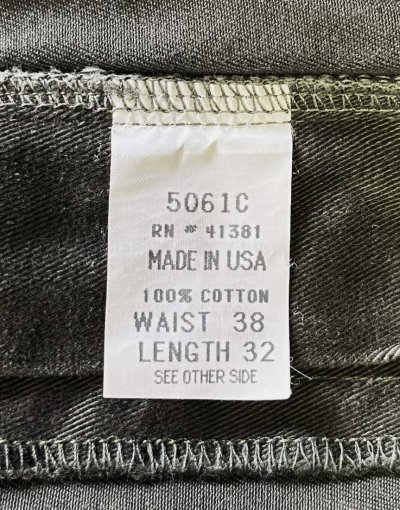 5061C
RN # 41381
MADE IN USA
100% COTTON
WAIST 38
LENGTH 32
SEE OTHER SIDE